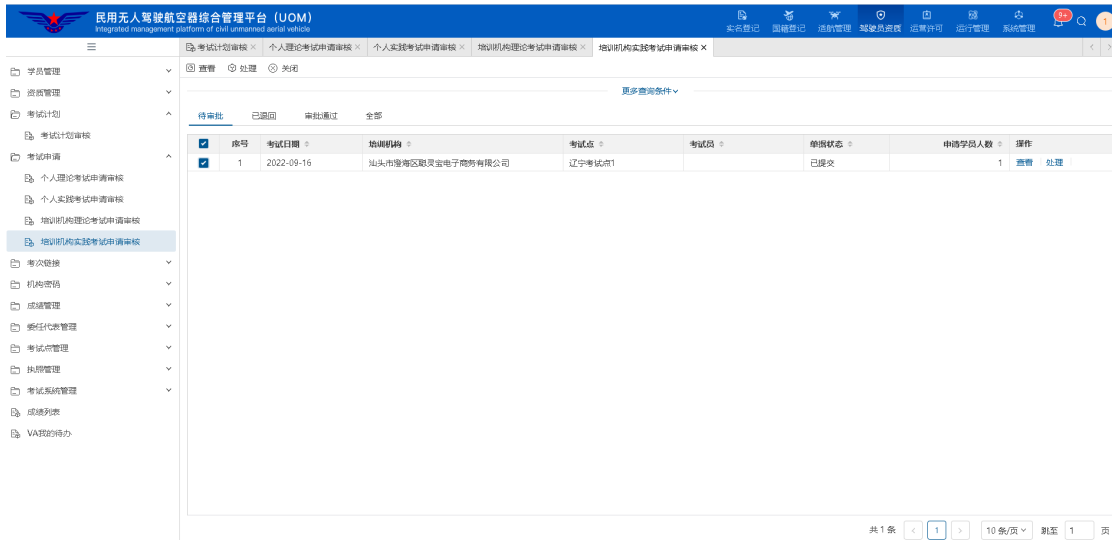 民用无人驾驶航空器综合管理平台（UOM）
Integrated management platform of civil unmanned aerial vehicle
实名登记 国籍登记 适航管理 驾驶员资质 运营许可 运行管理 系统管理 9+ 1
考试计划审核 × 个人理论考试申请审核 × 个人实践考试申请审核 × 培训机构理论考试申请审核 × 培训机构实践考试申请审核 ×
查看 处理 关闭
更多查询条件
待审批 已退回 审批通过 全部
序号 考试日期 培训机构 考试点 考试员 单据状态 申请学员人数 操作
1 2022-09-16 汕头市澄海区聪灵宝电子商务有限公司 辽宁考试点1 已提交 1 查看 处理
学员管理
资质管理
考试计划
考试计划审核
考试申请
个人理论考试申请审核
个人实践考试申请审核
培训机构理论考试申请审核
培训机构实践考试申请审核
考次链接
机构密码
成绩管理
委任代表管理
考试点管理
执照管理
考试系统管理
成绩列表
VA我的待办
共 1 条 < 1 > 10 条/页 跳至 1 页